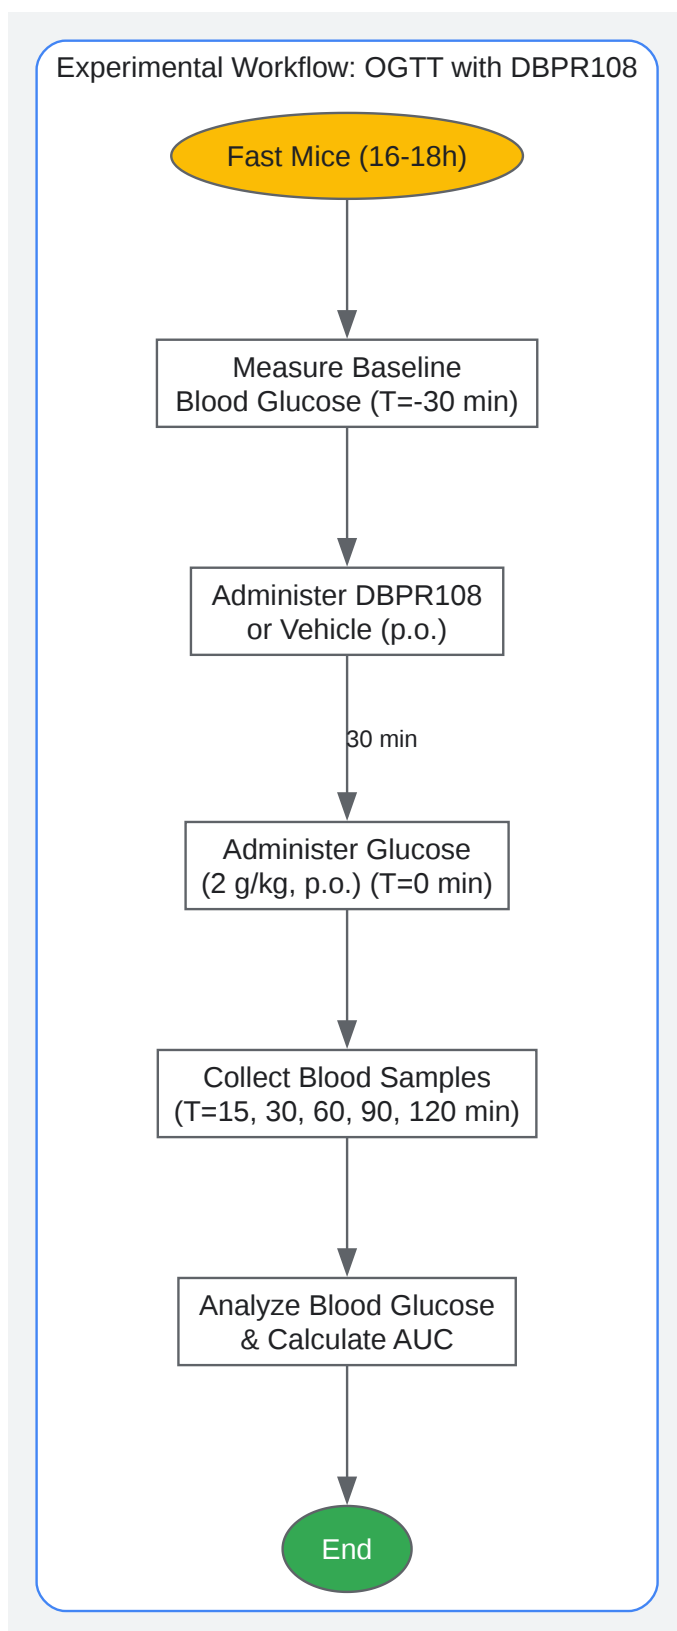 Experimental Workflow: OGTT with DBPR108
Fast Mice (16-18h)
Measure Baseline
Blood Glucose (T=-30 min)
Administer DBPR108
or Vehicle (p.o.)
30 min
Administer Glucose
(2 g/kg, p.o.) (T=0 min)
Collect Blood Samples
(T=15, 30, 60, 90, 120 min)
Analyze Blood Glucose
& Calculate AUC
End